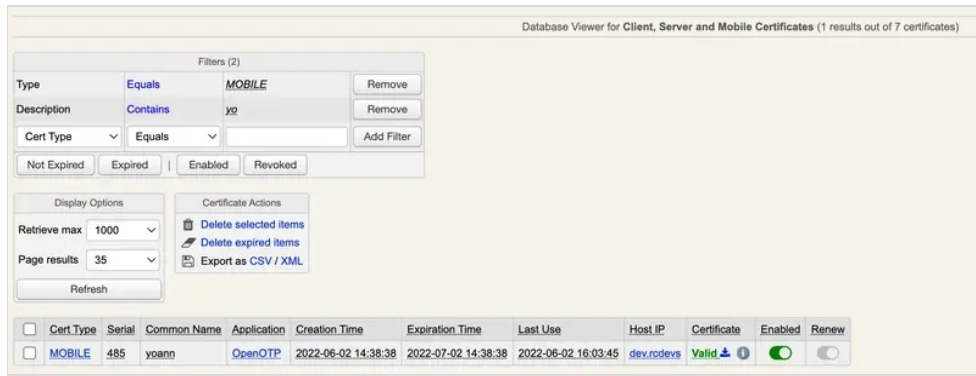 Database Viewer for Client, Server and Mobile Certificates (1 results out of 7 certificates)
Filters (2)
Type Equals MOBILE Remove
Description Contains yo Remove
Cert Type Equals Add Filter
Not Expired Expired | Enabled Revoked
Display Options
Retrieve max 1000
Page results 35
Refresh
Certificate Actions
Delete selected items
Delete expired items
Export as CSV / XML
Cert Type Serial Common Name Application Creation Time Expiration Time Last Use Host IP Certificate Enabled Renew
MOBILE 485 yoann OpenOTP 2022-06-02 14:38:38 2022-07-02 14:38:38 2022-06-02 16:03:45 dev.rcdevs Valid